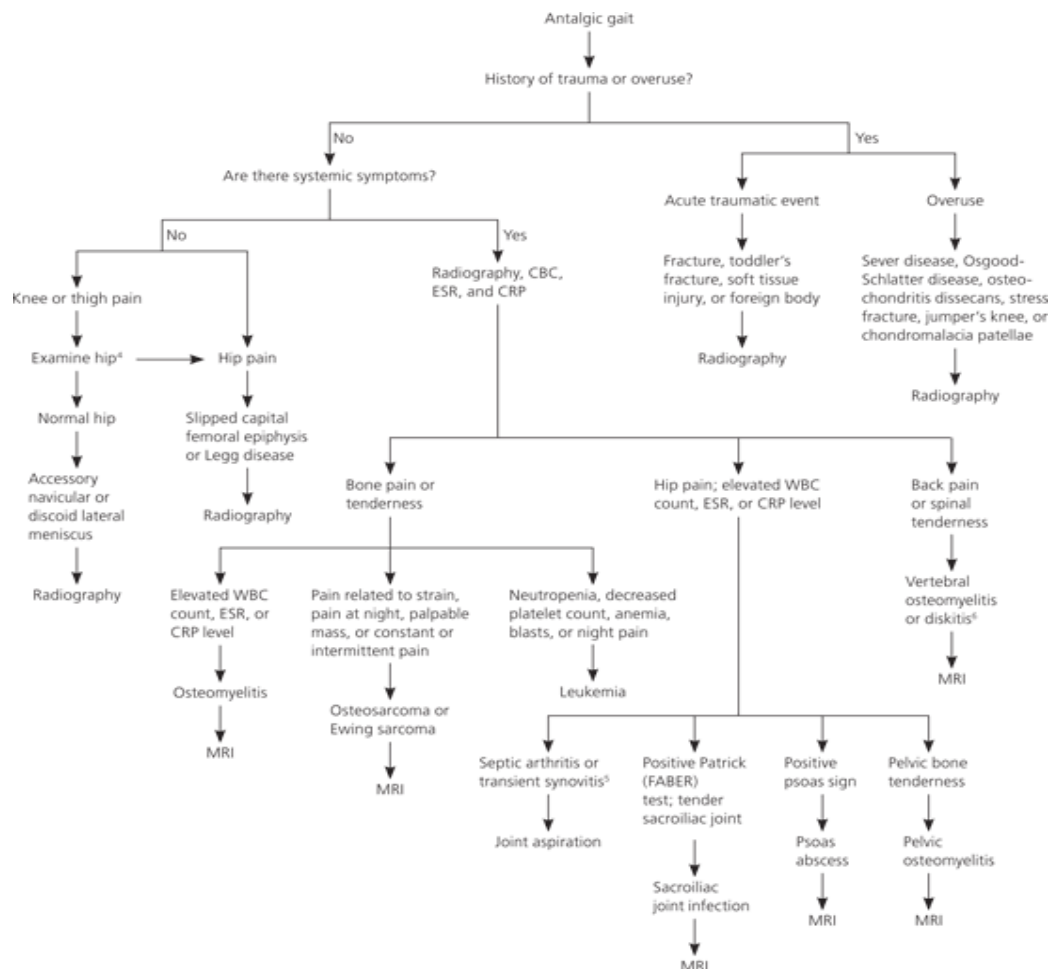 Antalgic gait
History of trauma or overuse?
No
Yes
Are there systemic symptoms?
Acute traumatic event
Overuse
No
Yes
Knee or thigh pain
Radiography, CBC,
ESR, and CRP
Fracture, toddler's
fracture, soft tissue
injury, or foreign body
Sever disease, Osgood-
Schlatter disease, osteo-
chondritis dissecans, stress
fracture, jumper's knee, or
chondromalacia patellae
Examine hip⁴
Hip pain
Radiography
Radiography
Normal hip
Slipped capital
femoral epiphysis
or Legg disease
Accessory
navicular or
discoid lateral
meniscus
Radiography
Radiography
Bone pain or
tenderness
Hip pain; elevated WBC
count, ESR, or CRP level
Back pain
or spinal
tenderness
Elevated WBC
count, ESR, or
CRP level
Pain related to strain,
pain at night, palpable
mass, or constant or
intermittent pain
Neutropenia, decreased
platelet count, anemia,
blasts, or night pain
Vertebral
osteomyelitis
or diskitis⁶
Osteomyelitis
Osteosarcoma or
Ewing sarcoma
Leukemia
MRI
MRI
MRI
Septic arthritis or
transient synovitis⁵
Positive Patrick
(FABER)
test; tender
sacroiliac joint
Positive
psoas sign
Pelvic bone
tenderness
Joint aspiration
Sacroiliac
joint infection
Psoas
abscess
Pelvic
osteomyelitis
MRI
MRI
MRI